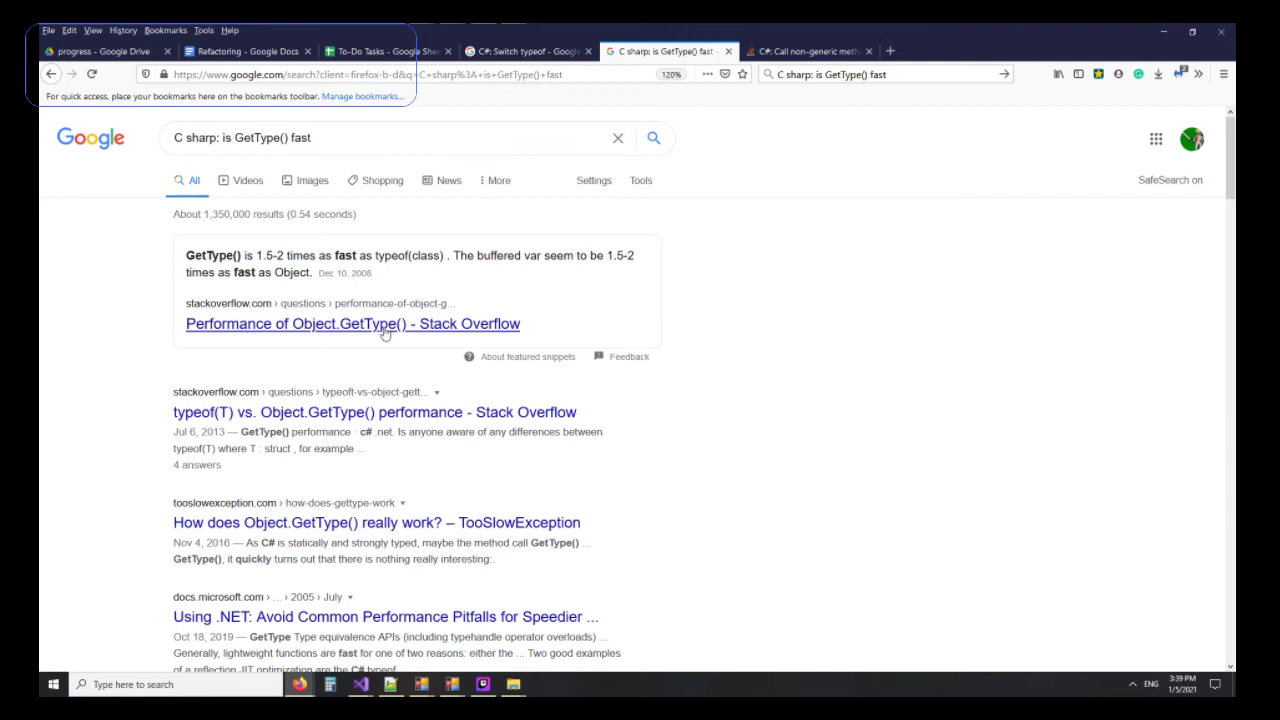 File Edit View History Bookmarks Tools Help
progress - Google Drive
Refactoring - Google Docs
To-Do Tasks - Google Shee
C#: Switch typeof - Google
C sharp: is GetType() fast -
C#: Call non-generic meth
https://www.google.com/search?client=firefox-b-d&q=C+sharp%3A+is+GetType()+fast
120%
C sharp: is GetType() fast
For quick access, place your bookmarks here on the bookmarks toolbar. Manage bookmarks...
Google
C sharp: is GetType() fast
All
Videos
Images
Shopping
News
More
Settings
Tools
SafeSearch on
About 1,350,000 results (0.54 seconds)
GetType() is 1.5-2 times as fast as typeof(class) . The buffered var seem to be 1.5-2
times as fast as Object. Dec 10, 2008
stackoverflow.com › questions › performance-of-object-g...
Performance of Object.GetType() - Stack Overflow
About featured snippets
Feedback
stackoverflow.com › questions › typeoft-vs-object-gett...
typeof(T) vs. Object.GetType() performance - Stack Overflow
Jul 6, 2013 — GetType() performance · c# .net. Is anyone aware of any differences between
typeof(T) where T : struct , for example ...
4 answers
tooslowexception.com › how-does-gettype-work
How does Object.GetType() really work? – TooSlowException
Nov 4, 2016 — As C# is statically and strongly typed, maybe the method call GetType() ...
GetType(), it quickly turns out that there is nothing really interesting:.
docs.microsoft.com › ... › 2005 › July
Using .NET: Avoid Common Performance Pitfalls for Speedier ...
Oct 18, 2019 — GetType Type equivalence APIs (including typehandle operator overloads) ...
Generally, lightweight functions are fast for one of two reasons: either the ... Two good examples
of a reflection JIT optimization are the C# typeof
Type here to search
ENG
3:39 PM
1/5/2021